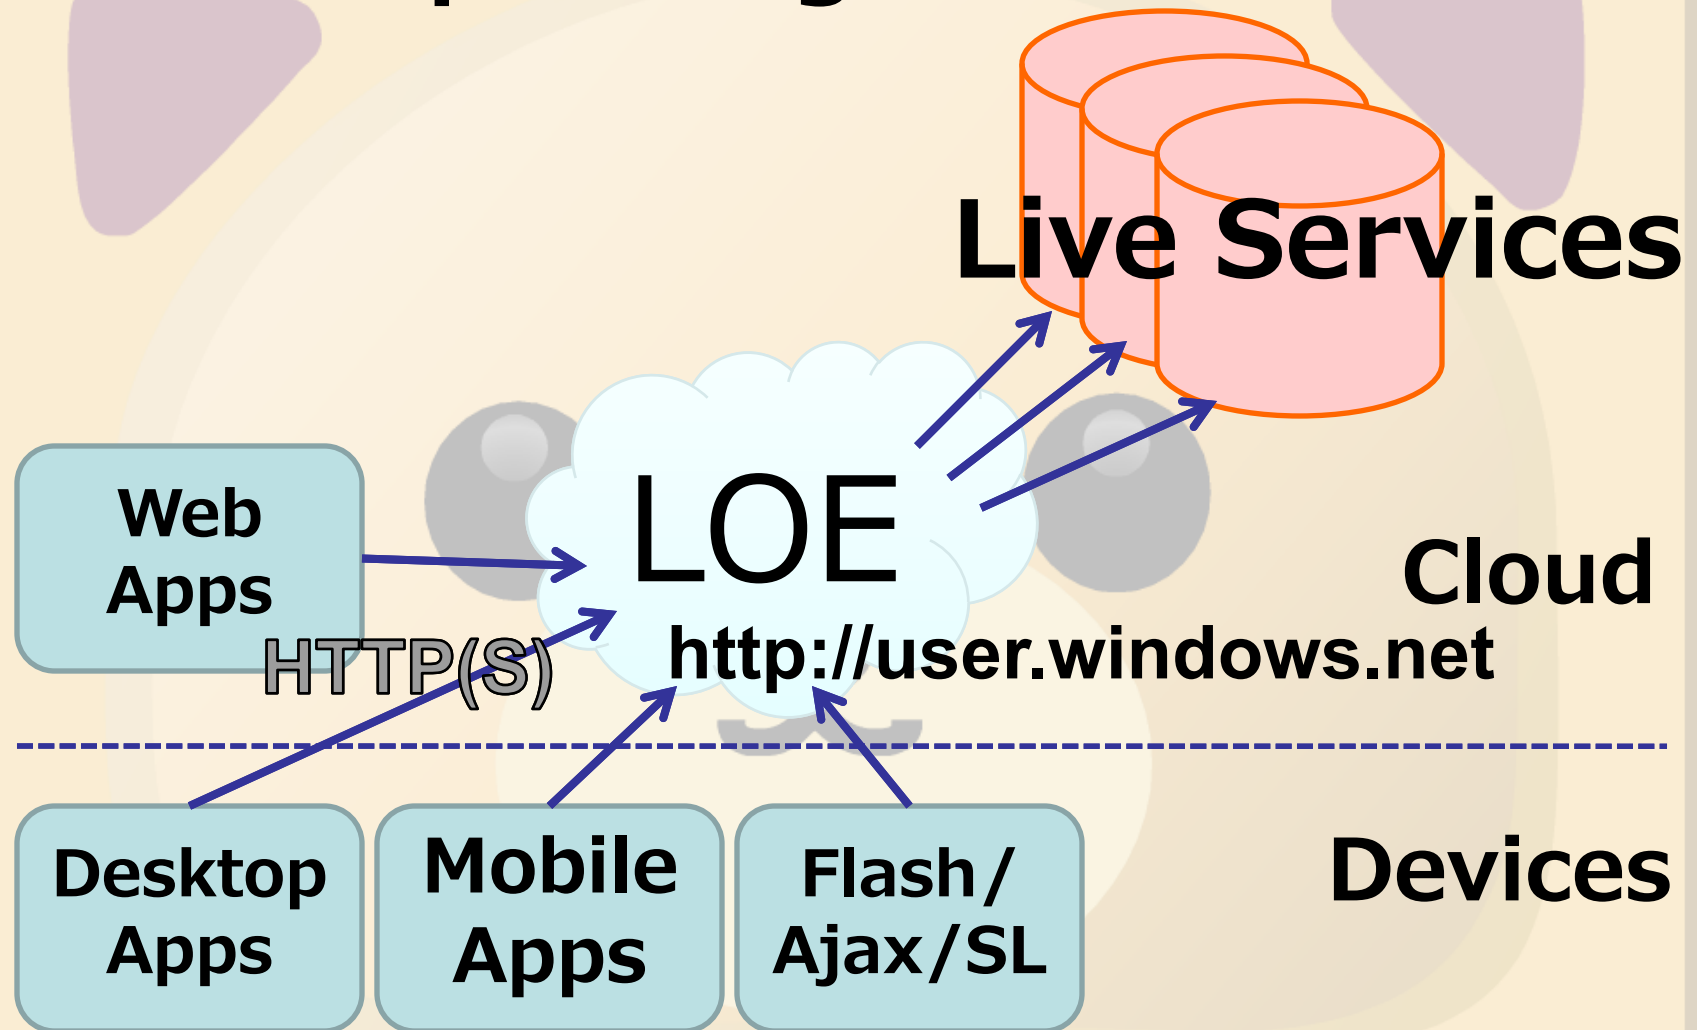 Live Services
LOE
Web
Apps
Cloud
HTTP(S)
http://user.windows.net
Desktop
Apps
Mobile
Apps
Flash/
Ajax/SL
Devices